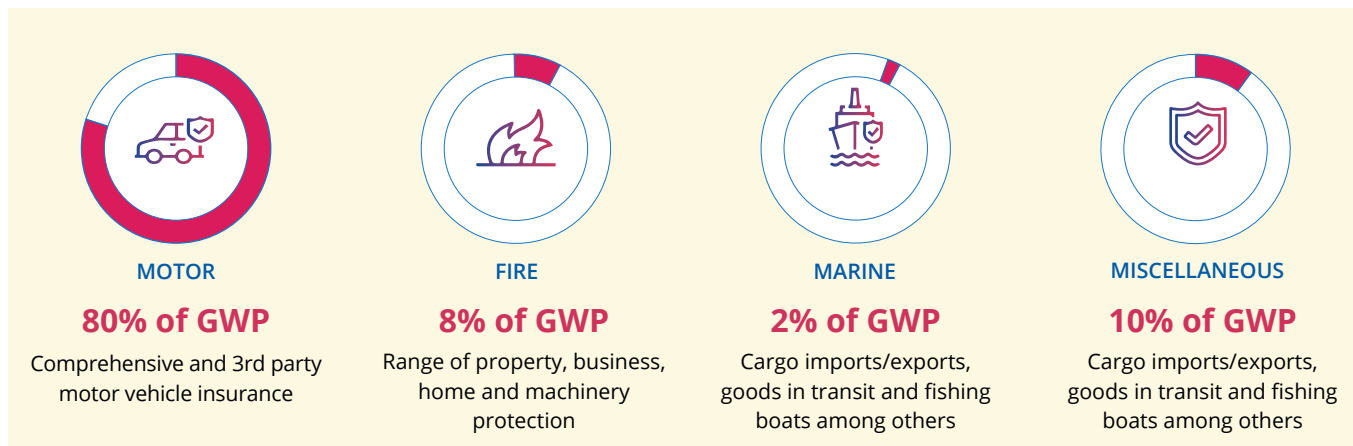 MOTOR
80% of GWP
Comprehensive and 3rd party
motor vehicle insurance
FIRE
8% of GWP
Range of property, business,
home and machinery
protection
MARINE
2% of GWP
Cargo imports/exports,
goods in transit and fishing
boats among others
MISCELLANEOUS
10% of GWP
Cargo imports/exports,
goods in transit and fishing
boats among others